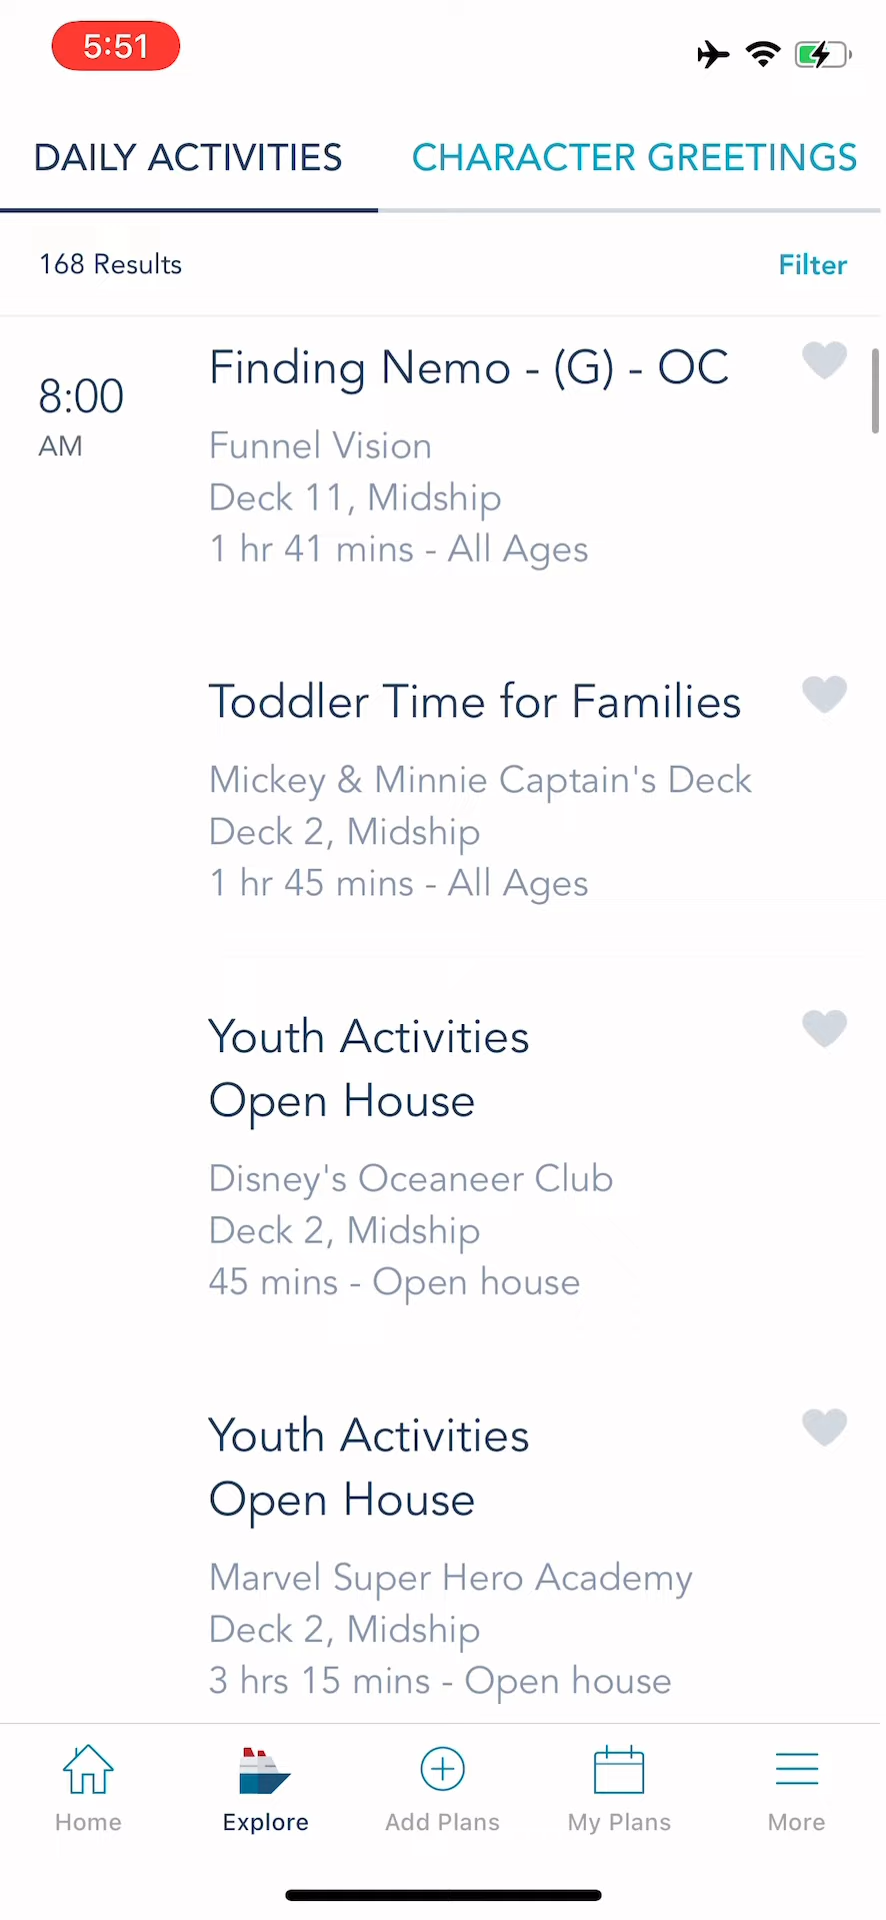 5:51
DAILY ACTIVITIES CHARACTER GREETINGS
168 Results Filter
8:00
AM
Finding Nemo - (G) - OC
Funnel Vision
Deck 11, Midship
1 hr 41 mins - All Ages
Toddler Time for Families
Mickey & Minnie Captain's Deck
Deck 2, Midship
1 hr 45 mins - All Ages
Youth Activities
Open House
Disney's Oceaneer Club
Deck 2, Midship
45 mins - Open house
Youth Activities
Open House
Marvel Super Hero Academy
Deck 2, Midship
3 hrs 15 mins - Open house
Home Explore Add Plans My Plans More